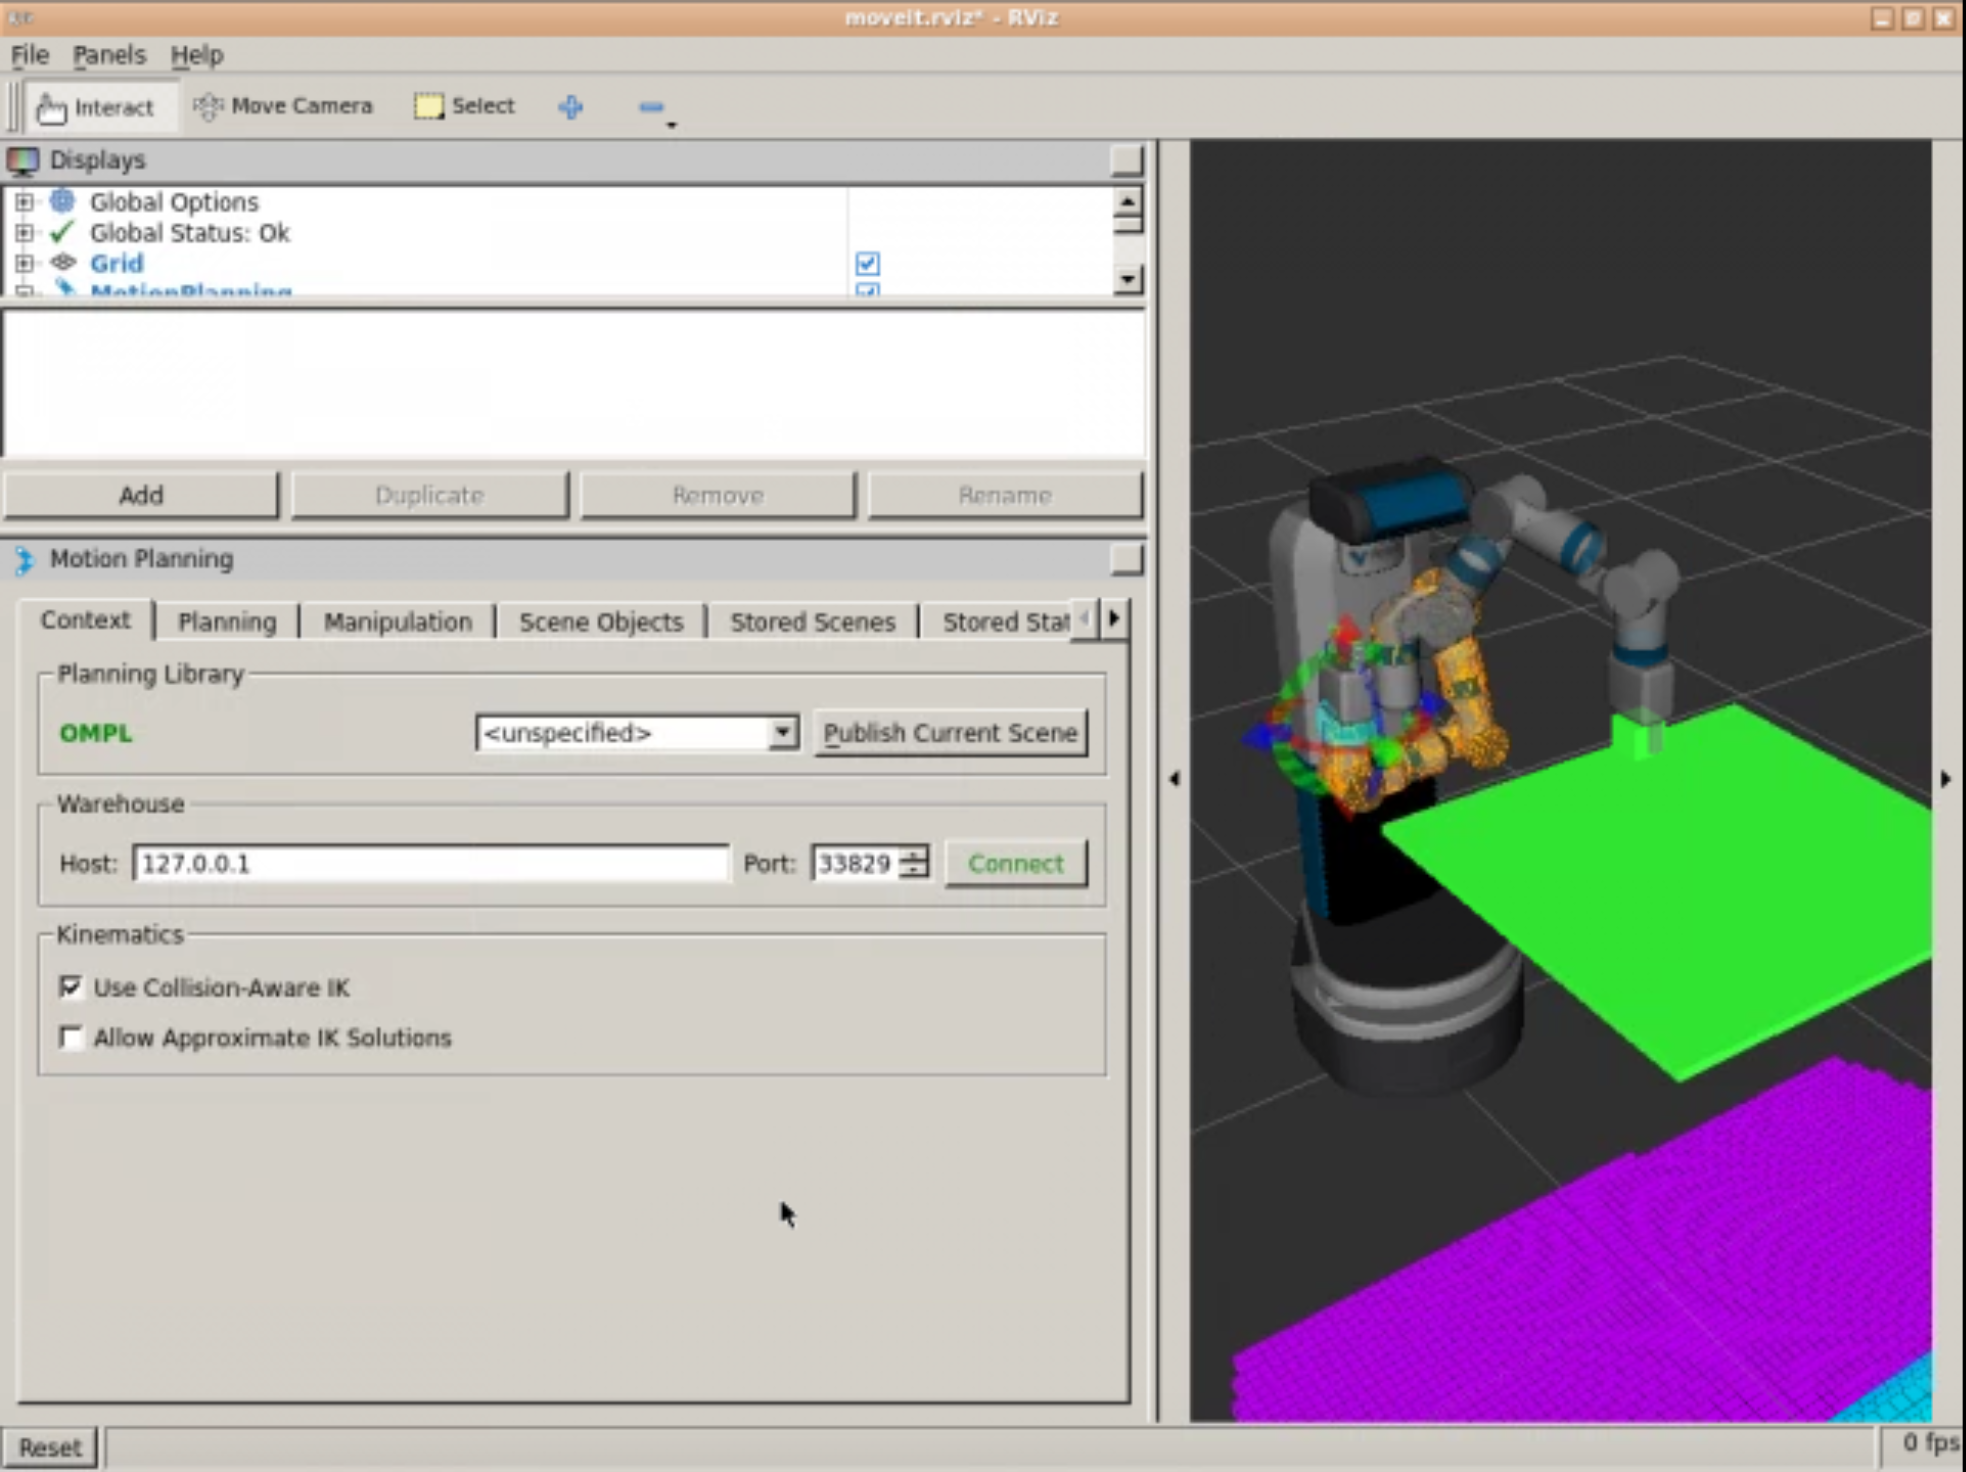 moveit.rviz* - RViz
File Panels Help
Interact Move Camera Select
Displays
Global Options
Global Status: Ok
Grid
MotionPlanning
Add Duplicate Remove Rename
Motion Planning
Context Planning Manipulation Scene Objects Stored Scenes Stored Stat
Planning Library
OMPL <unspecified> Publish Current Scene
Warehouse
Host: 127.0.0.1 Port: 33829 Connect
Kinematics
Use Collision-Aware IK
Allow Approximate IK Solutions
Reset 0 fps